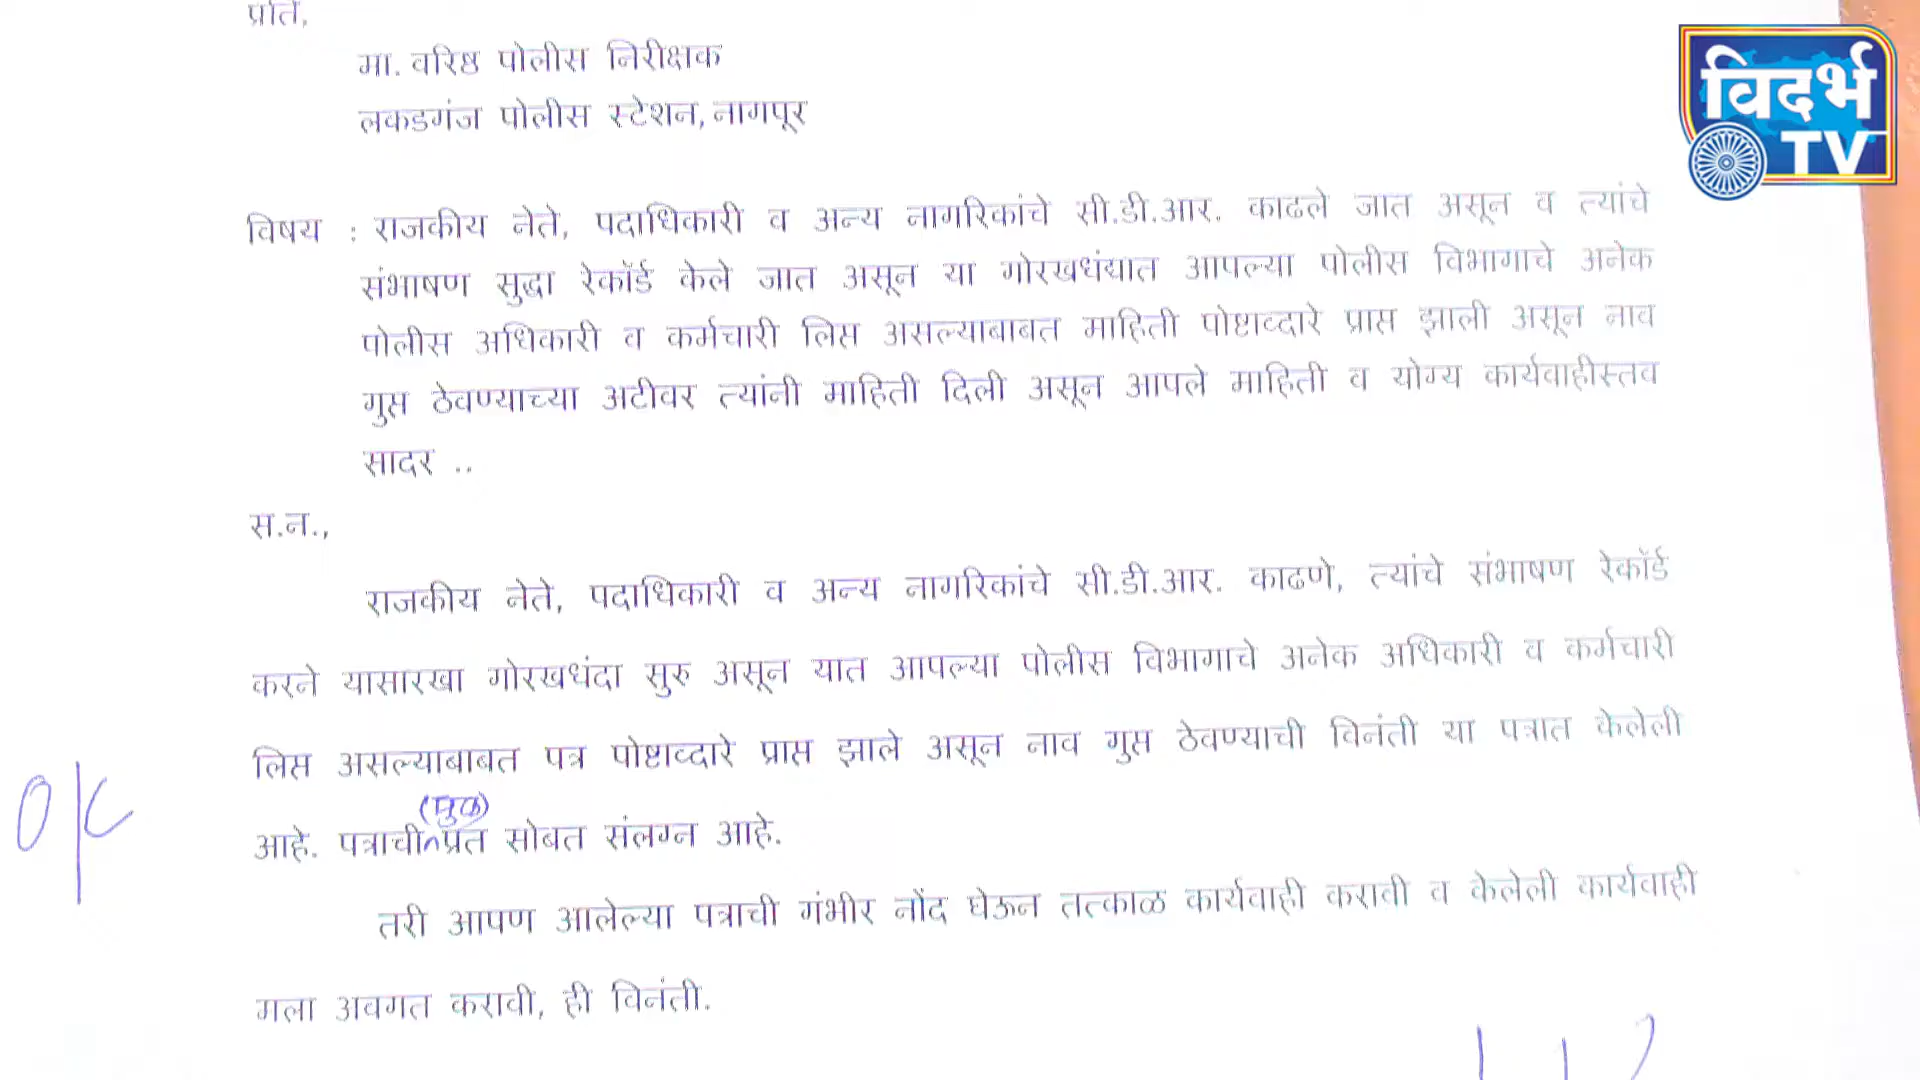 प्रति,
मा. वरिष्ठ पोलीस निरीक्षक
लकडगंज पोलीस स्टेशन, नागपूर
विदर्भ
TV
विषय : राजकीय नेते, पदाधिकारी व अन्य नागरिकांचे सी.डी.आर. काढले जात असून व त्यांचे
संभाषण सुद्धा रेकॉर्ड केले जात असून या गोरखधंद्यात आपल्या पोलीस विभागाचे अनेक
पोलीस अधिकारी व कर्मचारी लिप्त असल्याबाबत माहिती पोष्टाव्दारे प्राप्त झाली असून नाव
गुप्त ठेवण्याच्या अटीवर त्यांनी माहिती दिली असून आपले माहिती व योग्य कार्यवाहीस्तव
सादर ..
स.न.,
राजकीय नेते, पदाधिकारी व अन्य नागरिकांचे सी.डी.आर. काढणे, त्यांचे संभाषण रेकॉर्ड
करने यासारखा गोरखधंदा सुरु असून यात आपल्या पोलीस विभागाचे अनेक अधिकारी व कर्मचारी
लिप्त असल्याबाबत पत्र पोष्टाव्दारे प्राप्त झाले असून नाव गुप्त ठेवण्याची विनंती या पत्रात केलेली
(मुळ)
आहे. पत्राची प्रत सोबत संलग्न आहे.
O/C
तरी आपण आलेल्या पत्राची गंभीर नोंद घेऊन तत्काळ कार्यवाही करावी व केलेली कार्यवाही
मला अवगत करावी, ही विनंती.